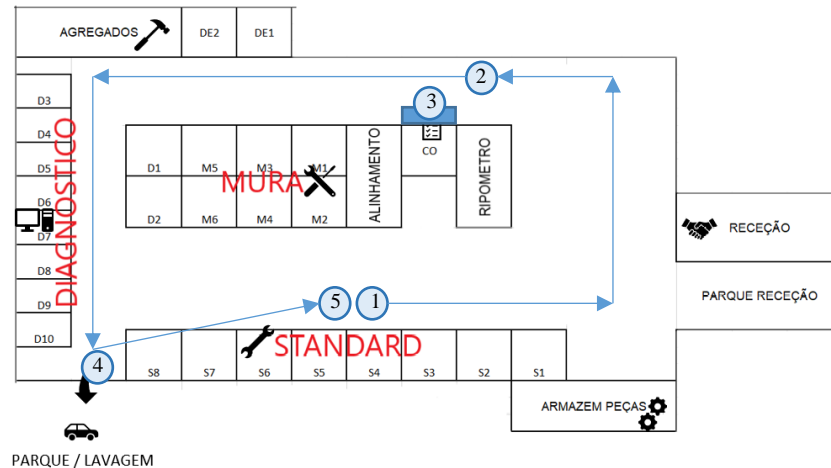 AGREGADOS
DE2
DE1
2
D3
3
D4
CO
D5
D1
M5
M3
M1
ALINHAMENTO
RIPOMETRO
MURA
DIAGNOSTICO
D6
D2
M6
M4
M2
D7
RECEÇÃO
D8
PARQUE RECEÇÃO
D9
5
1
D10
STANDARD
4
S8
S7
S6
S5
S4
S3
S2
S1
ARMAZEM PEÇAS
PARQUE / LAVAGEM